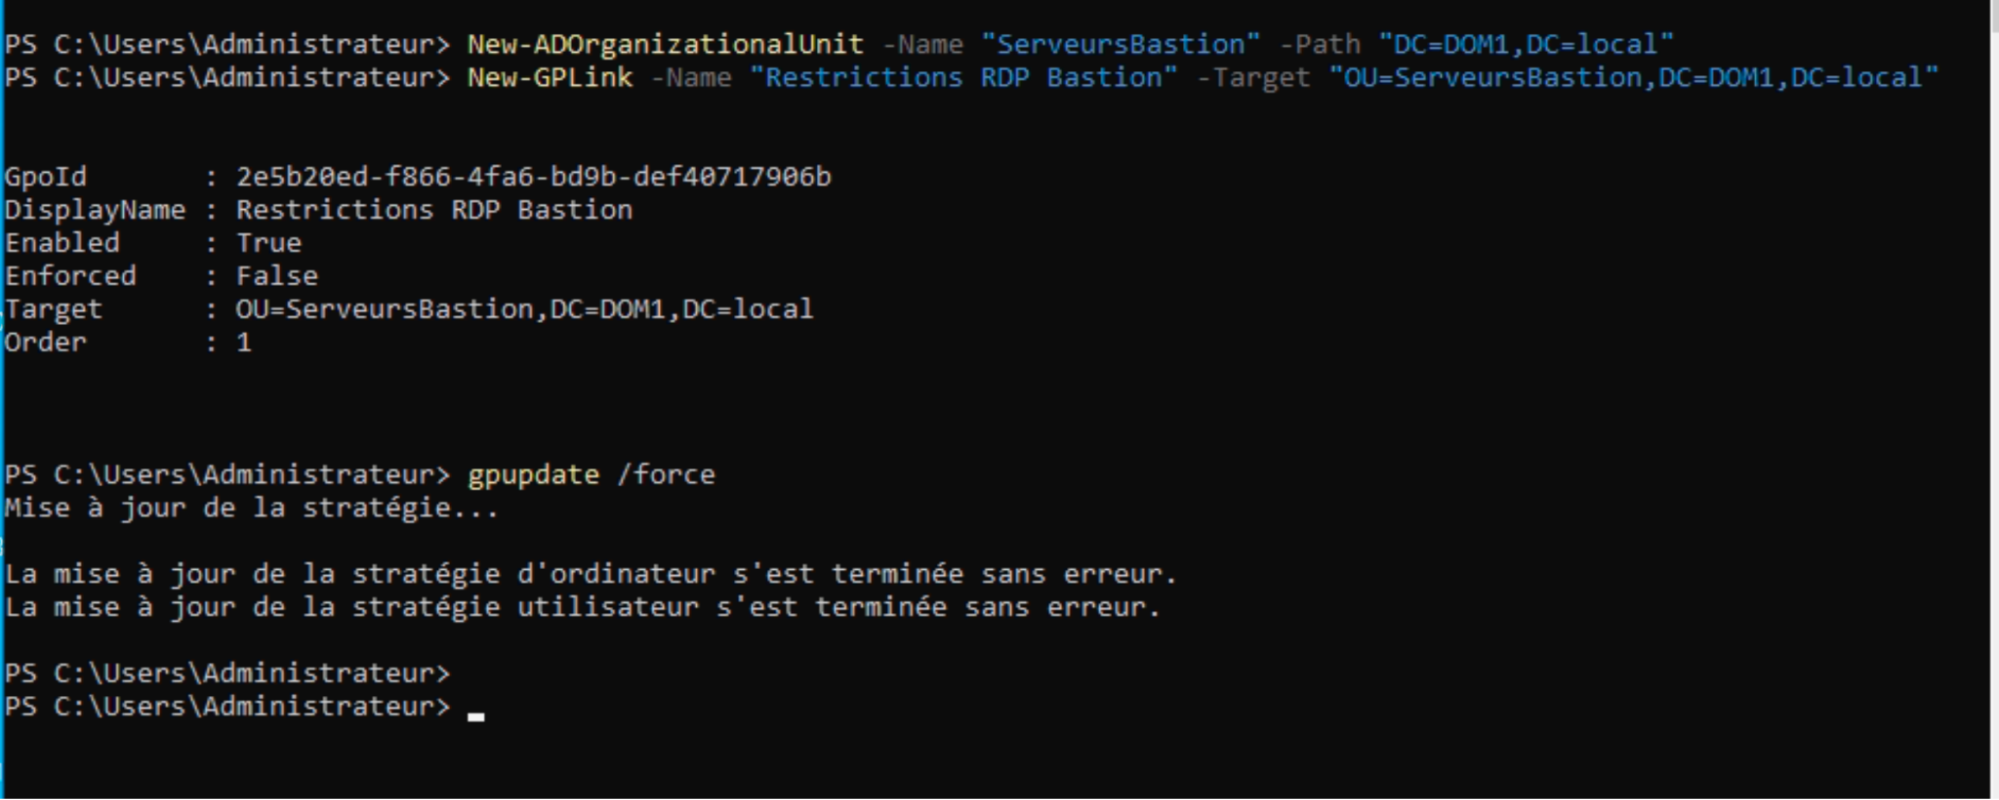 PS C:\Users\Administrateur> New-ADOrganizationalUnit -Name "ServeursBastion" -Path "DC=DOM1,DC=local"
PS C:\Users\Administrateur> New-GPLink -Name "Restrictions RDP Bastion" -Target "OU=ServeursBastion,DC=DOM1,DC=local"
GpoId : 2e5b20ed-f866-4fa6-bd9b-def40717906b
DisplayName : Restrictions RDP Bastion
Enabled : True
Enforced : False
Target : OU=ServeursBastion,DC=DOM1,DC=local
Order : 1
PS C:\Users\Administrateur> gpupdate /force
Mise à jour de la stratégie...
La mise à jour de la stratégie d'ordinateur s'est terminée sans erreur.
La mise à jour de la stratégie utilisateur s'est terminée sans erreur.
PS C:\Users\Administrateur>
PS C:\Users\Administrateur>